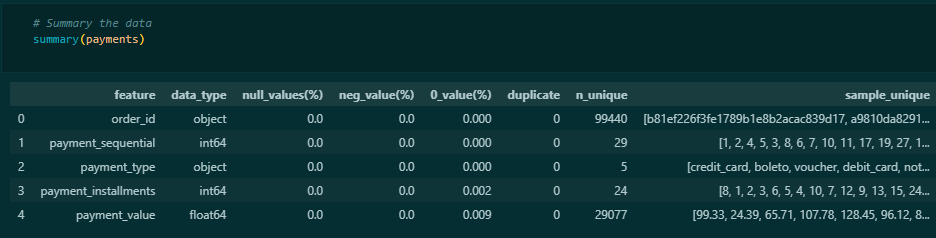 # Summary the data
summary(payments)
feature data_type null_values(%) neg_value(%) 0_value(%) duplicate n_unique sample_unique
0 order_id object 0.0 0.0 0.000 0 99440 [b81ef226f3fe1789b1e8b2acac839d17, a9810da8291...
1 payment_sequential int64 0.0 0.0 0.000 0 29 [1, 2, 4, 5, 3, 8, 6, 7, 10, 11, 17, 19, 27, 1...
2 payment_type object 0.0 0.0 0.000 0 5 [credit_card, boleto, voucher, debit_card, not...
3 payment_installments int64 0.0 0.0 0.002 0 24 [8, 1, 2, 3, 6, 5, 4, 10, 7, 12, 9, 13, 15, 24...
4 payment_value float64 0.0 0.0 0.009 0 29077 [99.33, 24.39, 65.71, 107.78, 128.45, 96.12, 8...